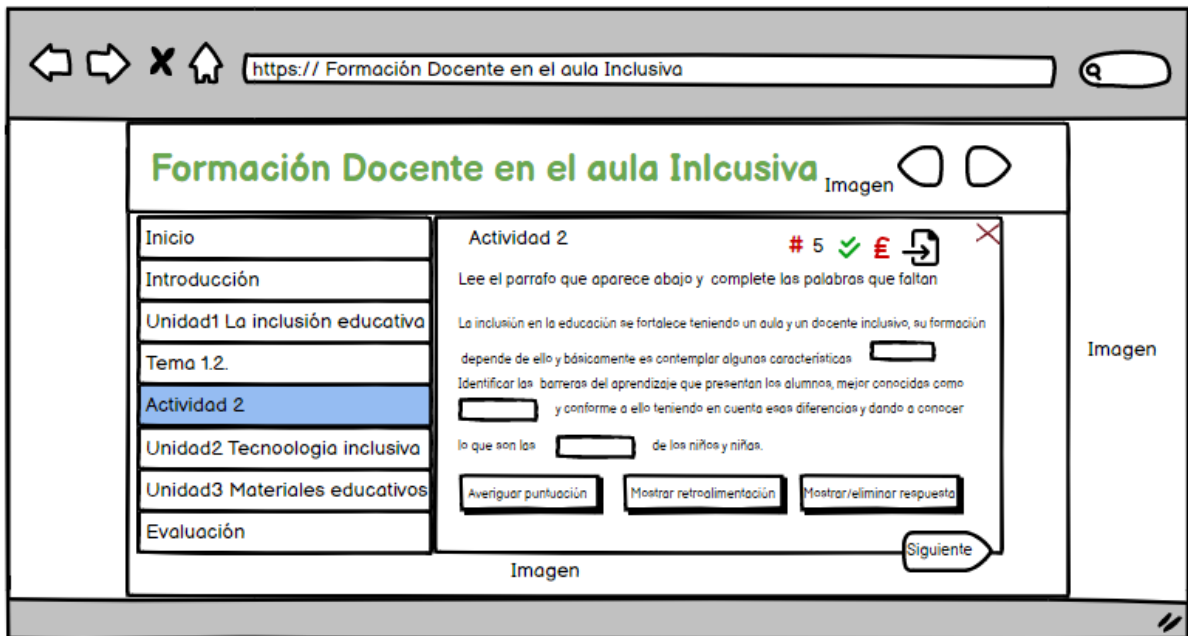 https:// Formación Docente en el aula Inclusiva
Formación Docente en el aula Inlcusiva
Imagen
Inicio
Introducción
Unidad1 La inclusión educativa
Tema 1.2.
Actividad 2
Unidad2 Tecnoologia inclusiva
Unidad3 Materiales educativos
Evaluación
Actividad 2
# 5 £
Lee el parrafo que aparece abajo y complete las palabras que faltan
La inclusión en la educación se fortalece teniendo un aula y un docente inclusivo, su formación
depende de ello y básicamente es contemplar algunas características
Identificar las barreras del aprendizaje que presentan los alumnos, mejor conocidas como
y conforme a ello teniendo en cuenta esas diferencias y dando a conocer
lo que son las de los niños y niñas.
Averiguar puntuación
Mostrar retroalimentación
Mostrar/eliminar respuesta
Siguiente
Imagen
Imagen